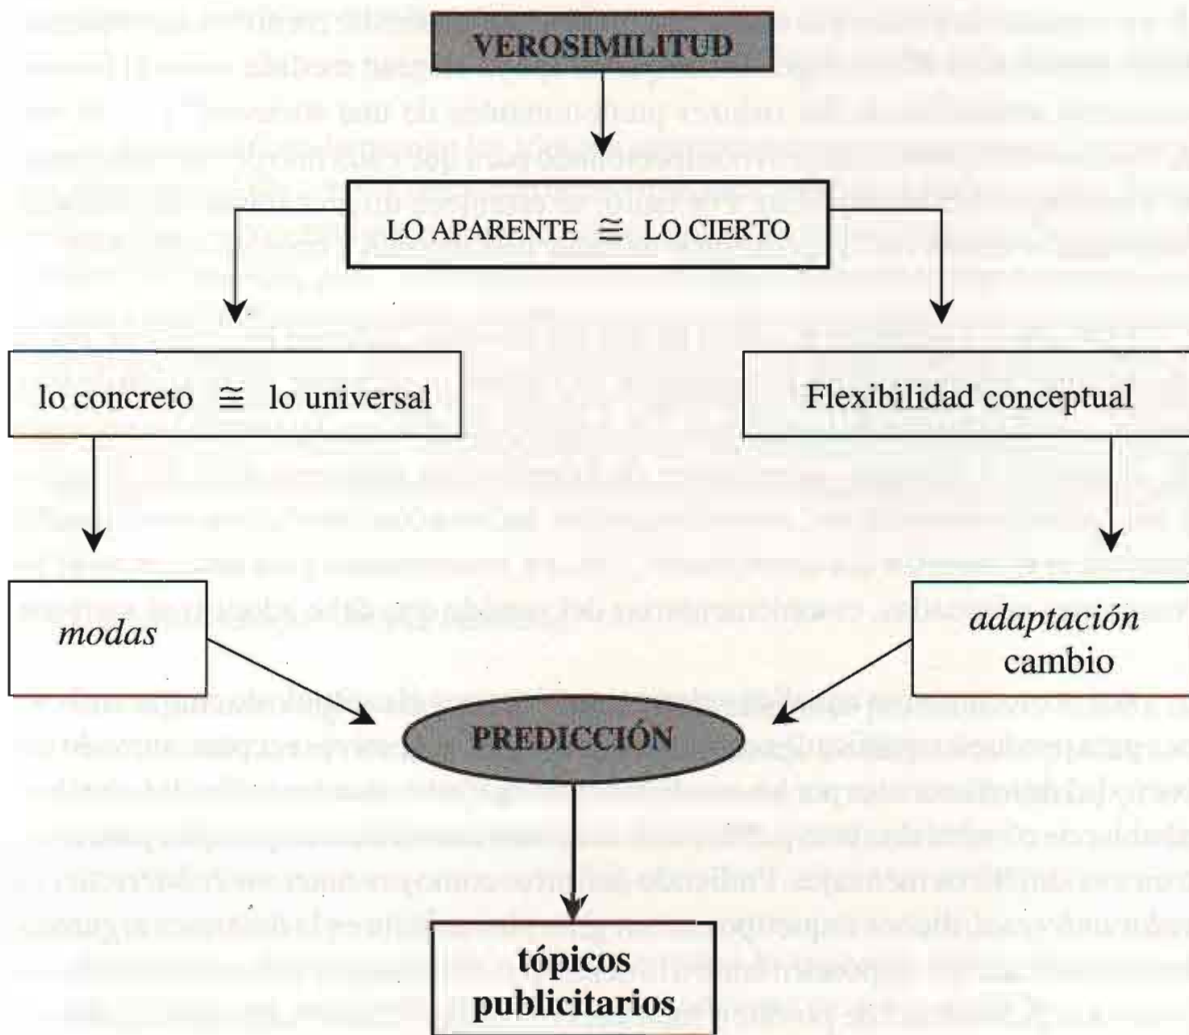 VEROSIMILITUD
LO APARENTE ≅ LO CIERTO
lo concreto ≅ lo universal
Flexibilidad conceptual
modas
adaptación
cambio
PREDICCIÓN
tópicos
publicitarios